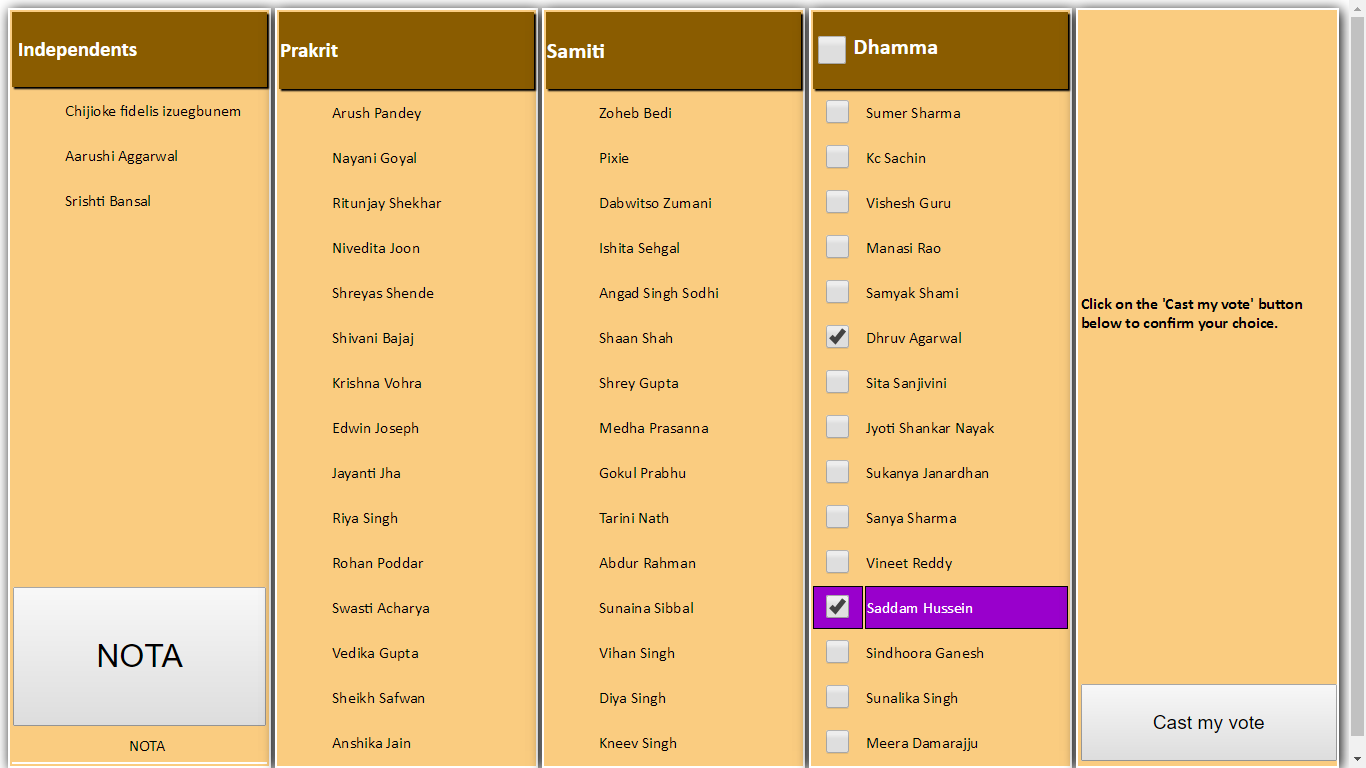 Independents
Chijioke fidelis izuegbunem
Aarushi Aggarwal
Srishti Bansal
NOTA
NOTA
Prakrit
Arush Pandey
Nayani Goyal
Ritunjay Shekhar
Nivedita Joon
Shreyas Shende
Shivani Bajaj
Krishna Vohra
Edwin Joseph
Jayanti Jha
Riya Singh
Rohan Poddar
Swasti Acharya
Vedika Gupta
Sheikh Safwan
Anshika Jain
Samiti
Zoheb Bedi
Pixie
Dabwitso Zumani
Ishita Sehgal
Angad Singh Sodhi
Shaan Shah
Shrey Gupta
Medha Prasanna
Gokul Prabhu
Tarini Nath
Abdur Rahman
Sunaina Sibbal
Vihan Singh
Diya Singh
Kneev Singh
Dhamma
Sumer Sharma
Kc Sachin
Vishesh Guru
Manasi Rao
Samyak Shami
Dhruv Agarwal
Sita Sanjivini
Jyoti Shankar Nayak
Sukanya Janardhan
Sanya Sharma
Vineet Reddy
Saddam Hussein
Sindhoora Ganesh
Sunalika Singh
Meera Damarajju
Click on the 'Cast my vote' button
below to confirm your choice.
Cast my vote